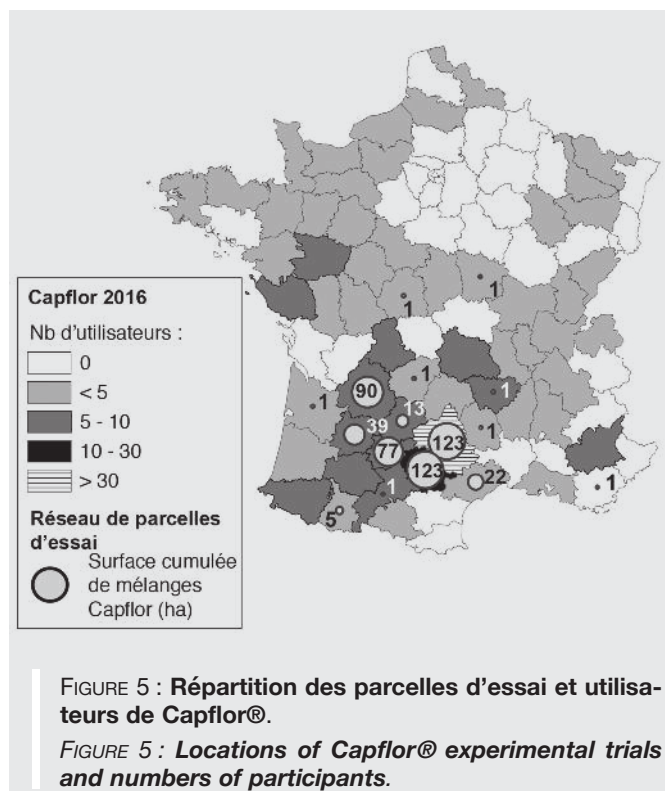 1
1
1
1
90
13
1
39
1
123
77
123
22
1
1
5
Capflor 2016
Nb d'utilisateurs :
0
< 5
5 - 10
10 - 30
> 30
Réseau de parcelles
d'essai
Surface cumulée
de mélanges
Capflor (ha)
FIGURE 5 : Répartition des parcelles d'essai et utilisa-
teurs de Capflor®.
FIGURE 5 : Locations of Capflor® experimental trials
and numbers of participants.